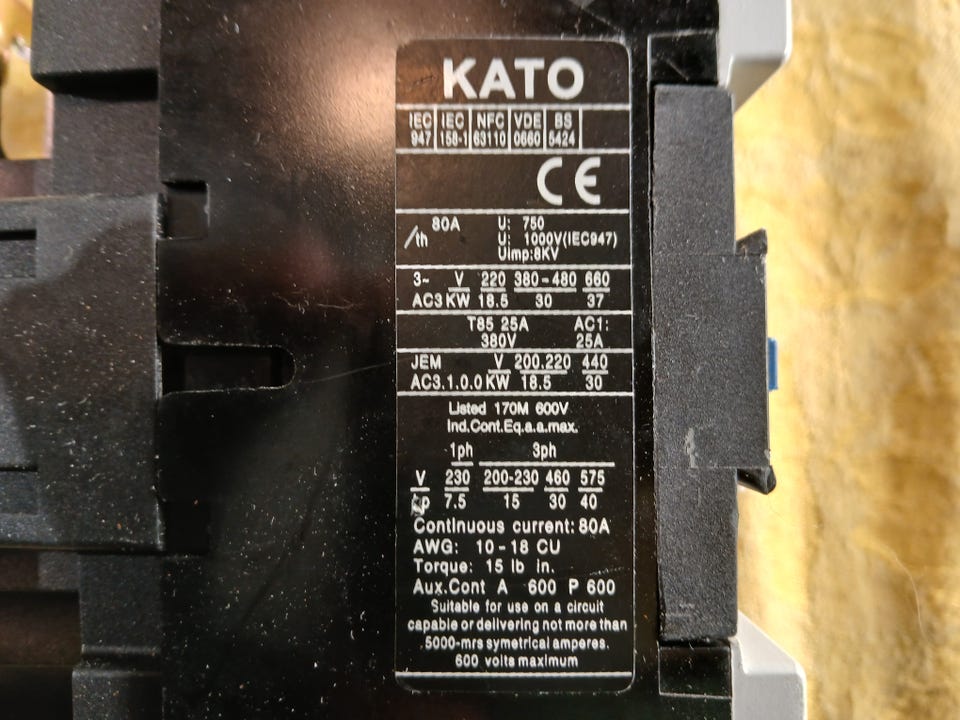 KATO
IEC IEC NFC VDE BS
947 158-1 63110 0660 5424
CE
Ith 80A U: 750
U: 1000V(IEC947)
Uimp:8KV
3~ V 220 380-480 660
AC3 KW 18.5 30 37
T85 25A AC1:
380V 25A
JEM V 200.220 440
AC3.1.0.0 KW 18.5 30
Listed 170M 600V
Ind.Cont.Eq.a.a.max.
1ph 3ph
V 230 200-230 460 575
7.5 15 30 40
Continuous current: 80A
AWG: 10-18 CU
Torque: 15 lb in.
Aux.Cont A 600 P 600
Suitable for use on a circuit
capable or delivering not more than
5000-mrs symetrical amperes.
600 volts maximum